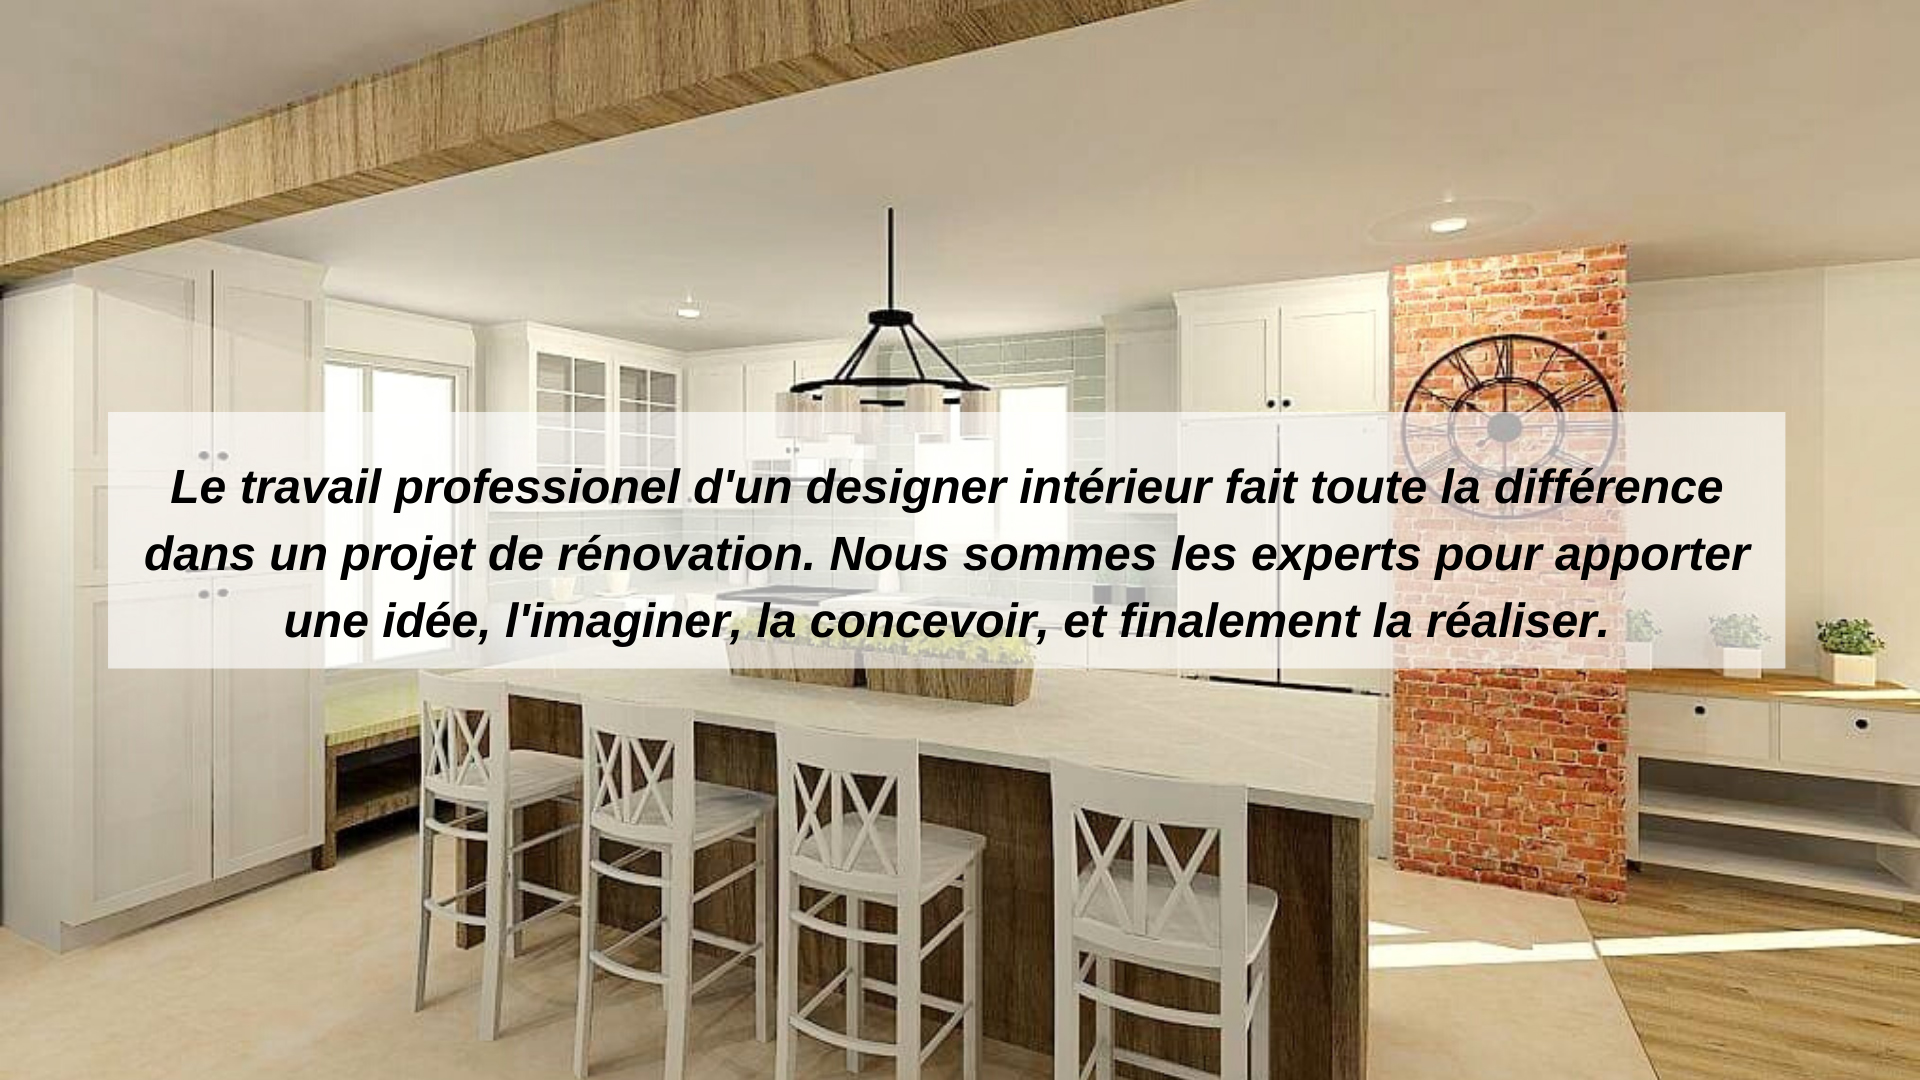 Le travail professionel d'un designer intérieur fait toute la différence
dans un projet de rénovation. Nous sommes les experts pour apporter
une idée, l'imaginer, la concevoir, et finalement la réaliser.